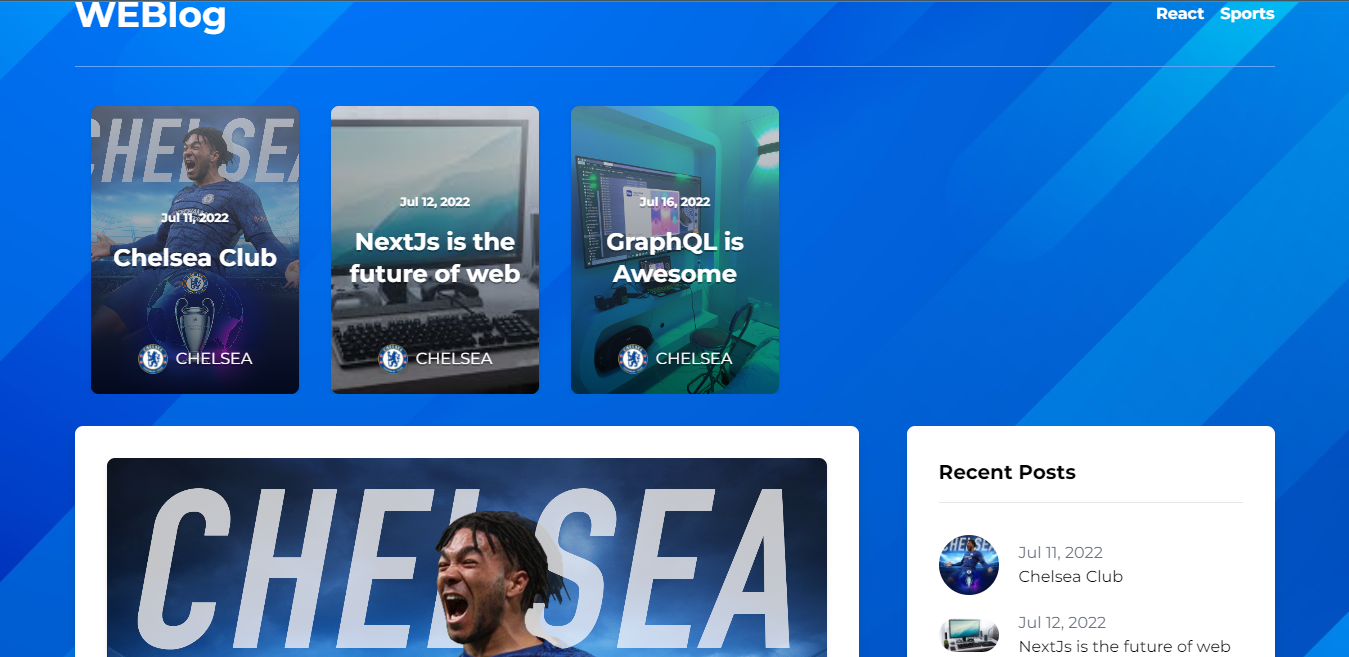 WEBlog
React
Sports
CHELSEA
Jul 11, 2022
Chelsea Club
CHELSEA
Jul 12, 2022
NextJs is the
future of web
CHELSEA
Jul 16, 2022
GraphQL is
Awesome
CHELSEA
CHELSEA
Recent Posts
Jul 11, 2022
Chelsea Club
Jul 12, 2022
NextJs is the future of web